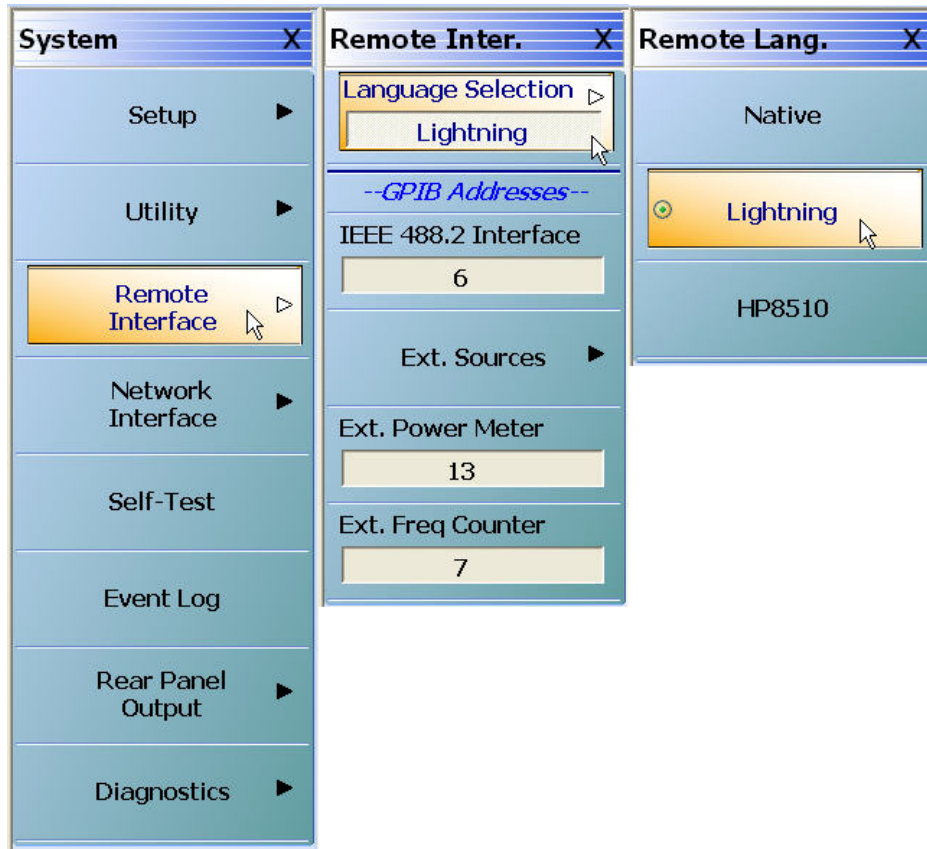 System X
Setup
Utility
Remote
Interface
Network
Interface
Self-Test
Event Log
Rear Panel
Output
Diagnostics
Remote Inter. X
Language Selection
Lightning
--GPIB Addresses--
IEEE 488.2 Interface
6
Ext. Sources
Ext. Power Meter
13
Ext. Freq Counter
7
Remote Lang. X
Native
Lightning
HP8510